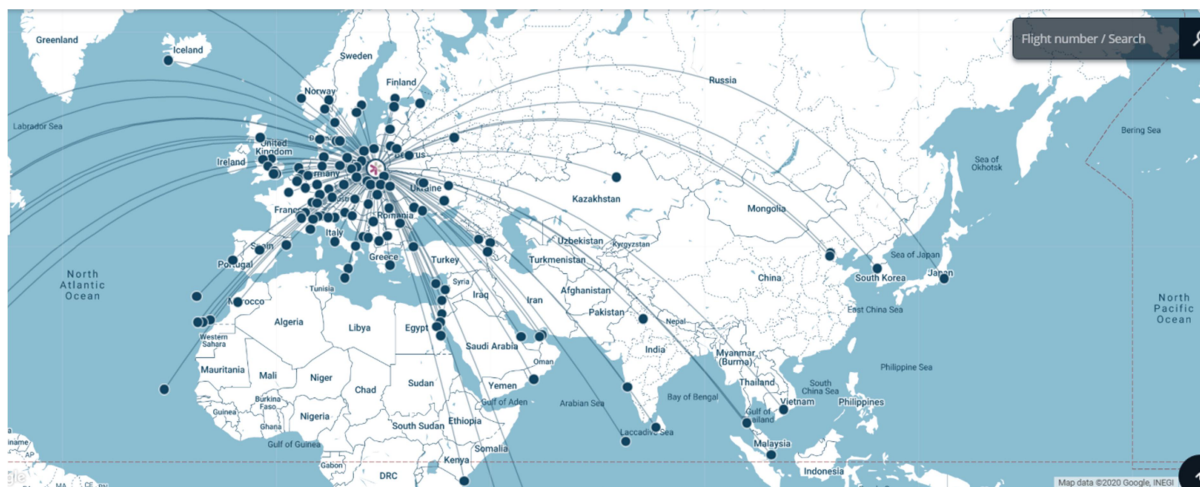 Greenland
Iceland
Sweden
Finland
Norway
Russia
Flight number / Search
Labrador Sea
Bering Sea
United
Kingdom
Ireland
Sea of
Okhotsk
Ukraine
Kazakhstan
Mongolia
Romania
Italy
Spain
Portugal
Greece
Turkey
Uzbekistan
Kyrgyzstan
Turkmenistan
Sea of Japan
Japan
South Korea
China
North
Atlantic
Ocean
Tunisia
Syria
Iraq
Iran
Afghanistan
Pakistan
Nepal
East China Sea
North
Pacific
Ocean
Morocco
Algeria
Libya
Egypt
Western
Sahara
Saudi Arabia
Oman
India
Myanmar
(Burma)
Philippine Sea
Mauritania
Mali
Niger
Chad
Sudan
Yemen
Gulf of Aden
Arabian Sea
Bay of Bengal
Thailand
South
China Sea
Vietnam
Philippines
Burkina
Faso
Guinea
Ghana
Nigeria
South Sudan
Ethiopia
Gulf of
Laccadive Sea
Gulf of Guinea
Somalia
Malaysia
Gabon
Kenya
DRC
Indonesia
AP
Map data ©2020 Google, INEGI